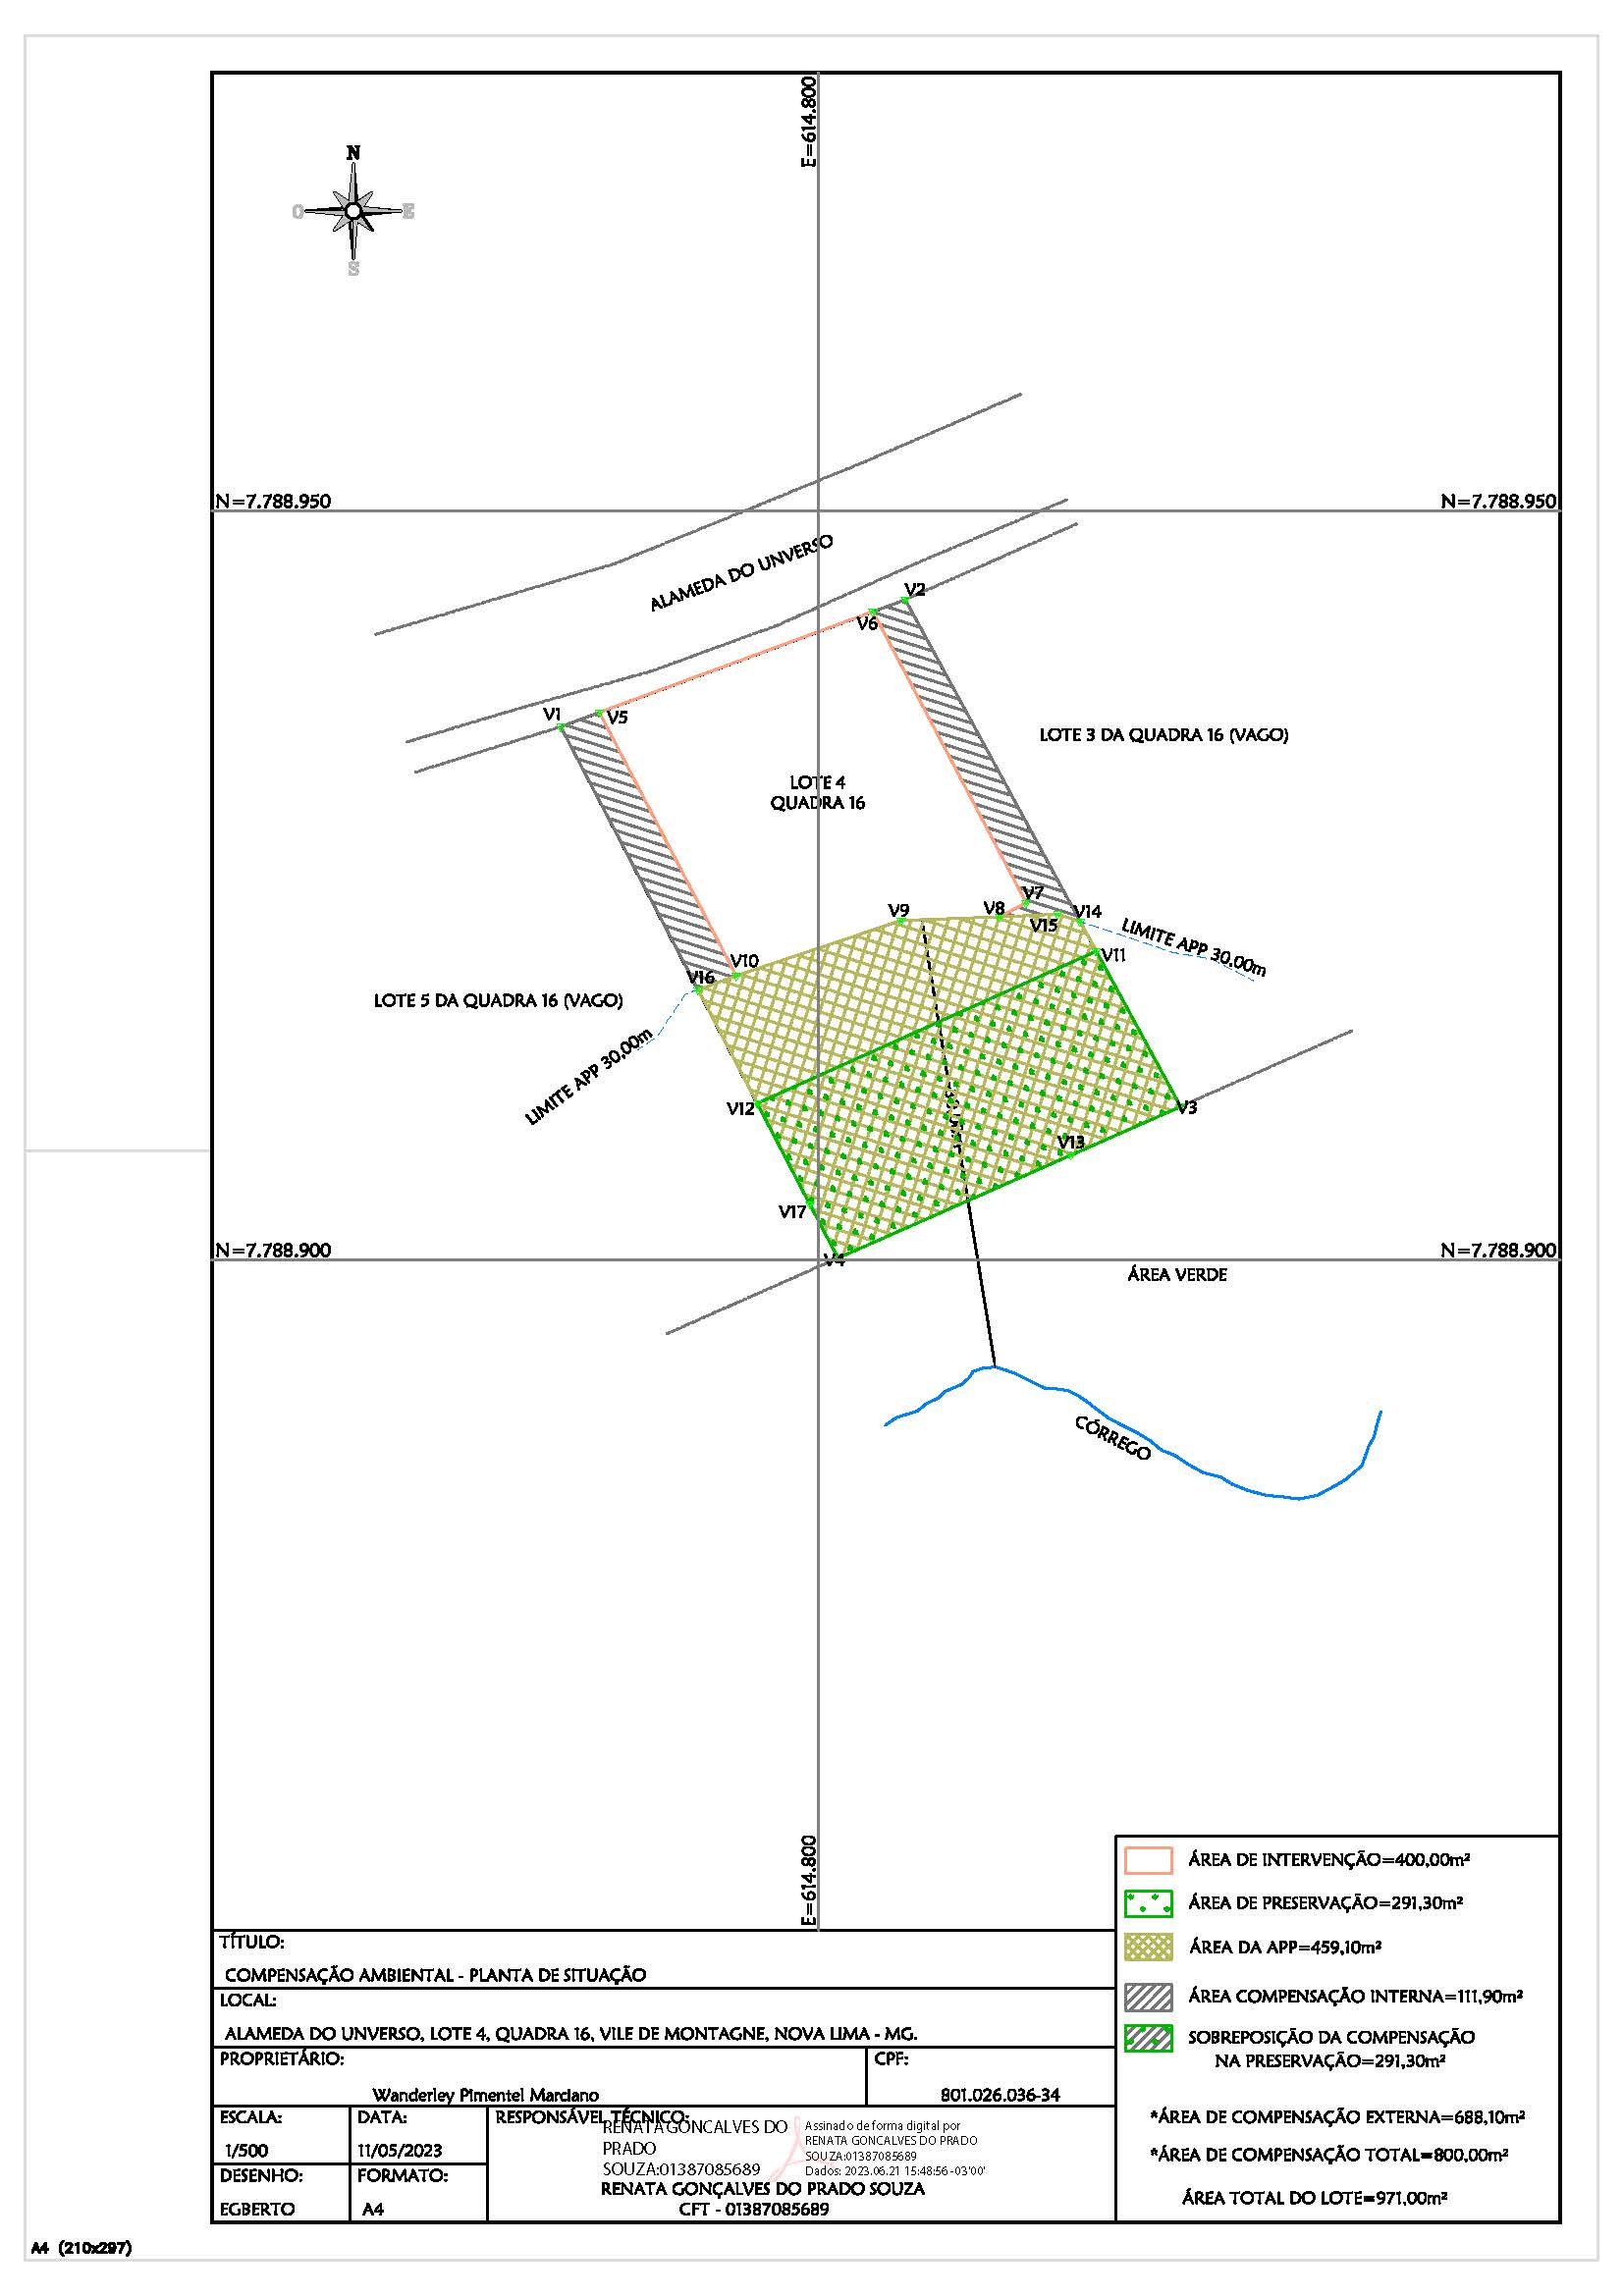 E=614.800
N
O
E
S
N=7.788.950
N=7.788.950
ALAMEDA DO UNVERSO
V2
V6
V1
V5
LOTE 3 DA QUADRA 16 (VAGO)
LOTE 4
QUADRA 16
V7
V8
V9
V14
V15
LIMITE APP 30,00m
V11
V10
V16
LOTE 5 DA QUADRA 16 (VAGO)
LIMITE APP 30,00m
V12
V3
V13
V17
V4
N=7.788.900
N=7.788.900
ÁREA VERDE
CÓRREGO
E=614.800
ÁREA DE INTERVENÇÃO=400,00m²
ÁREA DE PRESERVAÇÃO=291,30m²
ÁREA DA APP=459,10m²
ÁREA COMPENSAÇÃO INTERNA=111,90m²
SOBREPOSIÇÃO DA COMPENSAÇÃO
NA PRESERVAÇÃO=291,30m²
*ÁREA DE COMPENSAÇÃO EXTERNA=688,10m²
*ÁREA DE COMPENSAÇÃO TOTAL=800,00m²
ÁREA TOTAL DO LOTE=971,00m²
TÍTULO:
COMPENSAÇÃO AMBIENTAL - PLANTA DE SITUAÇÃO
LOCAL:
ALAMEDA DO UNVERSO, LOTE 4, QUADRA 16, VILE DE MONTAGNE, NOVA LIMA - MG.
PROPRIETÁRIO:
Wanderley Pimentel Marciano
CPF:
801.026.036-34
ESCALA:
1/500
DATA:
11/05/2023
DESENHO:
EGBERTO
FORMATO:
A4
RESPONSÁVEL TÉCNICO:
RENATA GONCALVES DO
PRADO
SOUZA:01387085689
Assinado de forma digital por
RENATA GONCALVES DO PRADO
SOUZA:01387085689
Dados: 2023.06.21 15:48:56 -03'00'
RENATA GONÇALVES DO PRADO SOUZA
CFT - 01387085689
A4 (210x297)